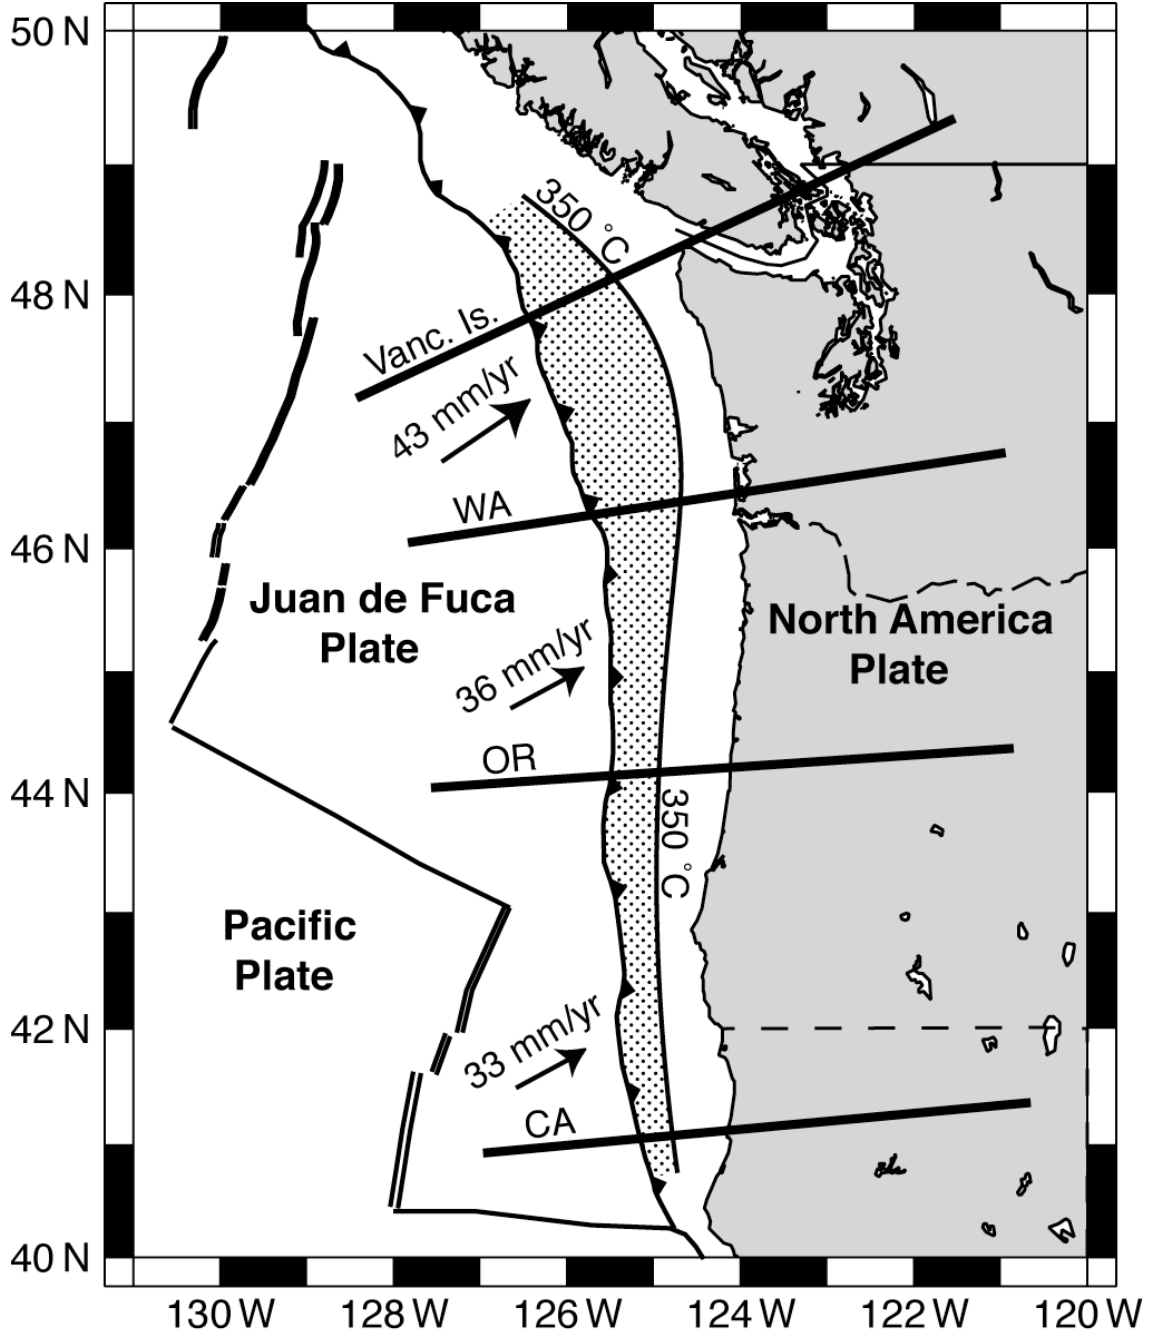 50 N
350 °C
48 N
Vanc. Is.
43 mm/yr
WA
46 N
Juan de Fuca
Plate
North America
Plate
36 mm/yr
OR
44 N
350 °C
Pacific
Plate
42 N
33 mm/yr
CA
40 N
130 W
128 W
126 W
124 W
122 W
120 W